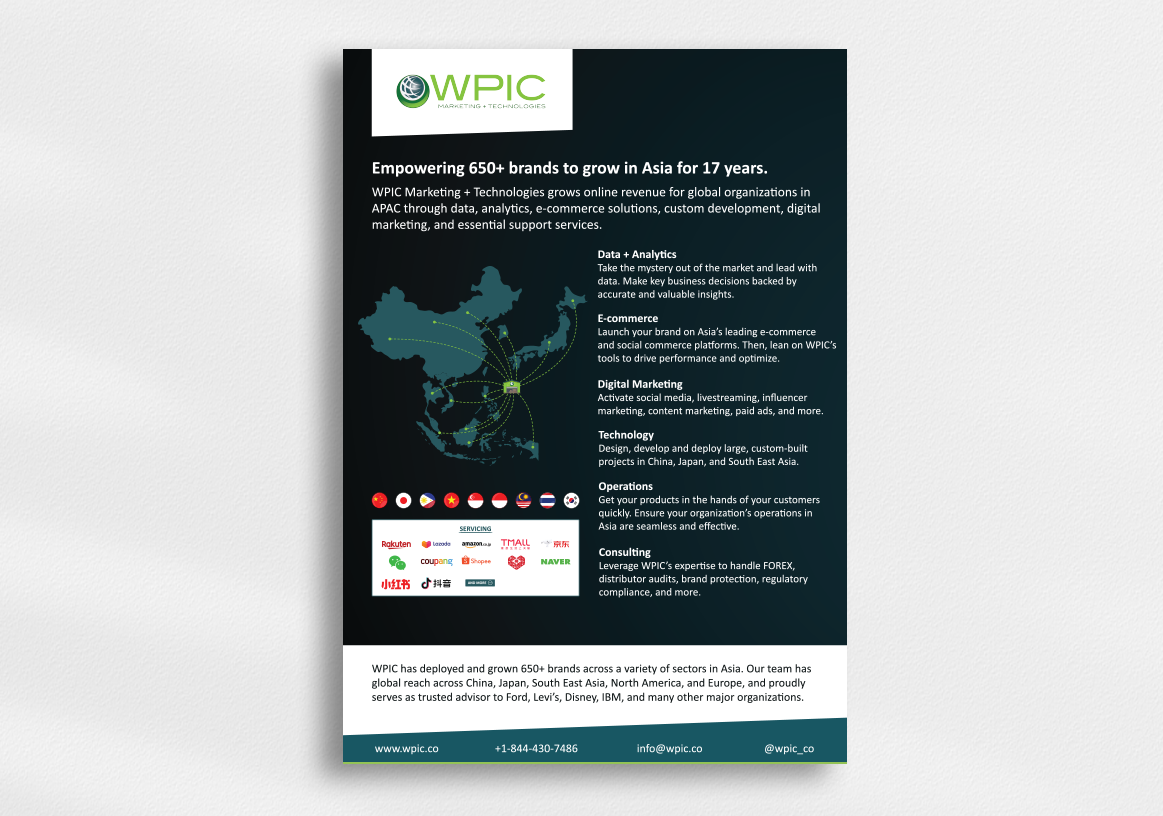 WPIC
MARKETING + TECHNOLOGIES
Empowering 650+ brands to grow in Asia for 17 years.
WPIC Marketing + Technologies grows online revenue for global organizations in
APAC through data, analytics, e-commerce solutions, custom development, digital
marketing, and essential support services.
Data + Analytics
Take the mystery out of the market and lead with
data. Make key business decisions backed by
accurate and valuable insights.
E-commerce
Launch your brand on Asia’s leading e-commerce
and social commerce platforms. Then, lean on WPIC’s
tools to drive performance and optimize.
Digital Marketing
Activate social media, livestreaming, influencer
marketing, content marketing, paid ads, and more.
Technology
Design, develop and deploy large, custom-built
projects in China, Japan, and South East Asia.
Operations
Get your products in the hands of your customers
quickly. Ensure your organization’s operations in
Asia are seamless and effective.
Consulting
Leverage WPIC’s expertise to handle FOREX,
distributor audits, brand protection, regulatory
compliance, and more.
SERVICING
Rakuten Lazada amazon.co.jp TMALL 京东
coupang Shopee NAVER
小红书 抖音 AND MORE
WPIC has deployed and grown 650+ brands across a variety of sectors in Asia. Our team has
global reach across China, Japan, South East Asia, North America, and Europe, and proudly
serves as trusted advisor to Ford, Levi’s, Disney, IBM, and many other major organizations.
www.wpic.co +1-844-430-7486 info@wpic.co @wpic_co